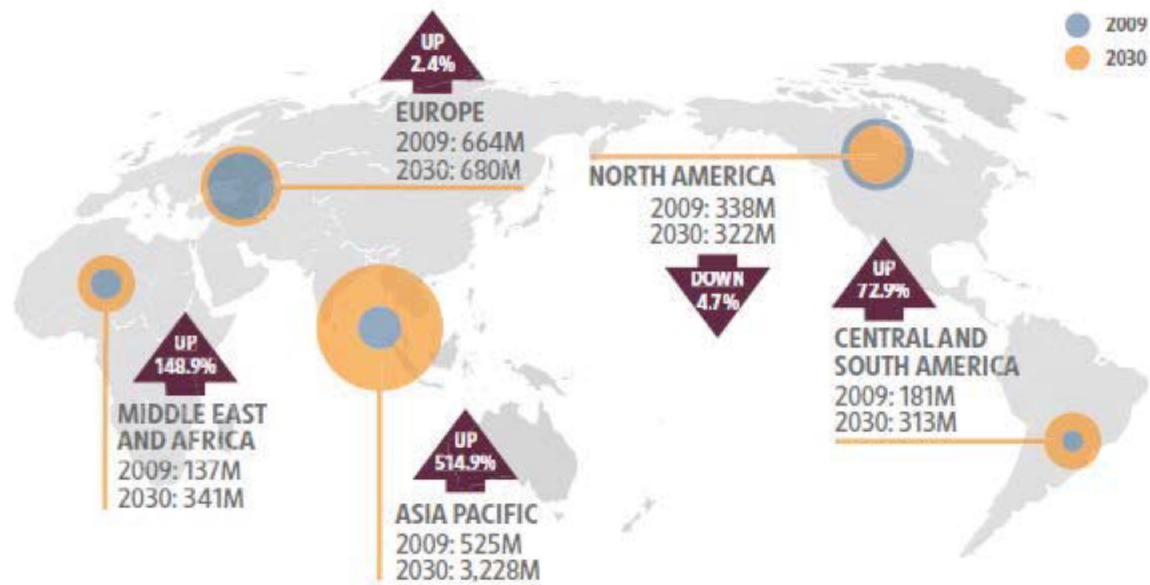 2009
2030
UP
2.4%
EUROPE
2009: 664M
2030: 680M
NORTH AMERICA
2009: 338M
2030: 322M
DOWN
4.7%
UP
72.9%
CENTRAL AND
SOUTH AMERICA
2009: 181M
2030: 313M
UP
148.9%
MIDDLE EAST
AND AFRICA
2009: 137M
2030: 341M
UP
514.9%
ASIA PACIFIC
2009: 525M
2030: 3,228M